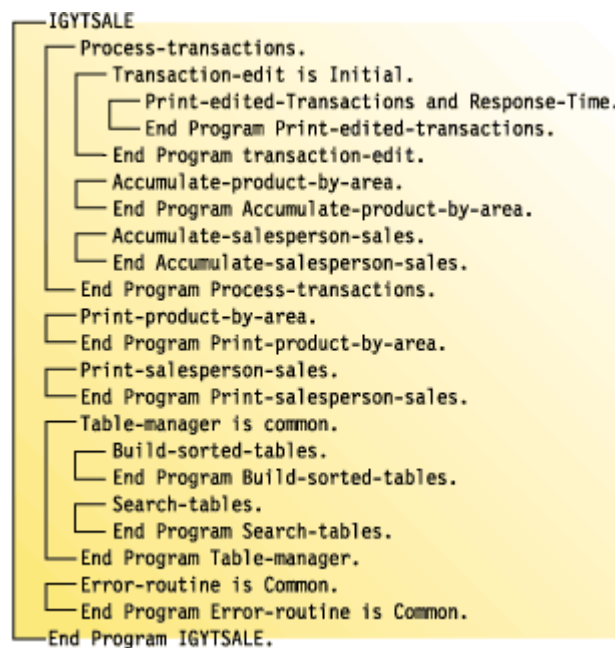 IGYTSALE
Process-transactions.
Transaction-edit is Initial.
Print-edited-Transactions and Response-Time.
End Program Print-edited-transactions.
End Program transaction-edit.
Accumulate-product-by-area.
End Program Accumulate-product-by-area.
Accumulate-salesperson-sales.
End Accumulate-salesperson-sales.
End Program Process-transactions.
Print-product-by-area.
End Program Print-product-by-area.
Print-salesperson-sales.
End Program Print-salesperson-sales.
Table-manager is common.
Build-sorted-tables.
End Program Build-sorted-tables.
Search-tables.
End Program Search-tables.
End Program Table-manager.
Error-routine is Common.
End Program Error-routine is Common.
End Program IGYTSALE.